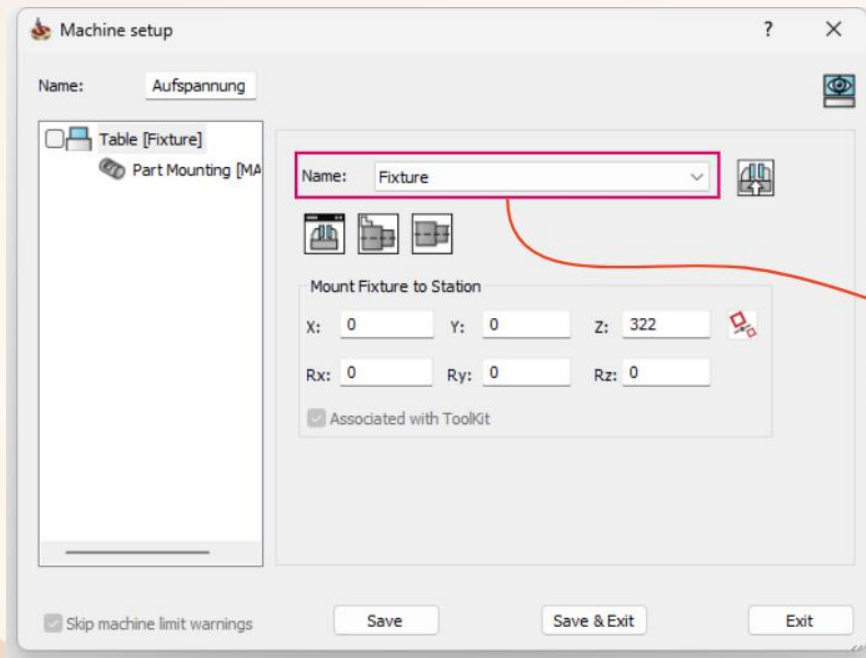 Machine setup
?
Name: Aufspannung
Table [Fixture]
Part Mounting [MA
Name: Fixture
Mount Fixture to Station
X: 0 Y: 0 Z: 322
Rx: 0 Ry: 0 Rz: 0
Associated with ToolKit
Skip machine limit warnings
Save
Save & Exit
Exit